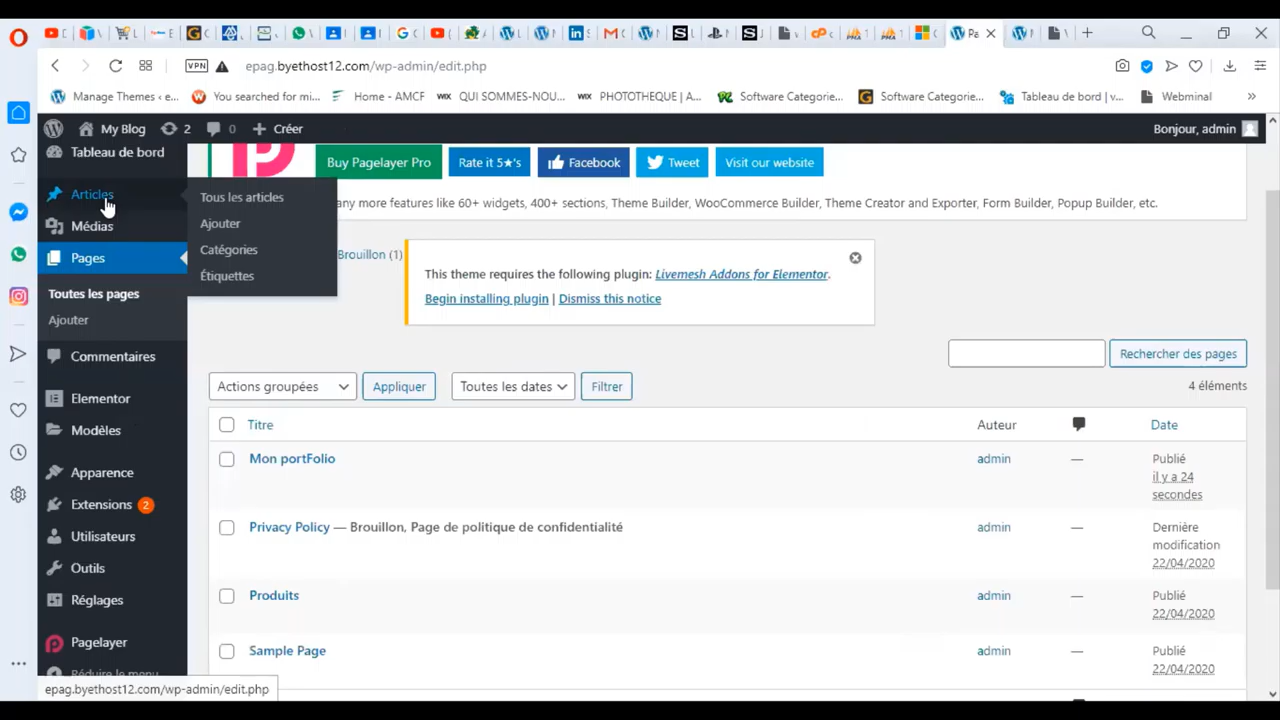 VPN epag.byethost12.com/wp-admin/edit.php
Manage Themes ‹ e... You searched for mi... Home - AMCF WIX QUI SOMMES-NOU... WIX PHOTOTHEQUE | A... Software Categorie... Software Categorie... Tableau de bord | v... Webminal »
My Blog 2 0 + Créer Bonjour, admin
Tableau de bord
Buy Pagelayer Pro Rate it 5★'s Facebook Tweet Visit our website
Articles
Tous les articles
many more features like 60+ widgets, 400+ sections, Theme Builder, WooCommerce Builder, Theme Creator and Exporter, Form Builder, Popup Builder, etc.
Ajouter
Médias
Catégories
Brouillon (1)
Pages
Étiquettes
This theme requires the following plugin: Livemesh Addons for Elementor.
Begin installing plugin | Dismiss this notice
Toutes les pages
Ajouter
Commentaires
Rechercher des pages
Actions groupées Appliquer Toutes les dates Filtrer 4 éléments
Elementor
Modèles
Titre Auteur Date
Mon portFolio admin — Publié
il y a 24
secondes
Apparence
Extensions 2
Privacy Policy — Brouillon, Page de politique de confidentialité admin — Dernière
modification
22/04/2020
Utilisateurs
Outils
Réglages
Produits admin — Publié
22/04/2020
Pagelayer
Sample Page admin — Publié
22/04/2020
Réduire le menu
epag.byethost12.com/wp-admin/edit.php